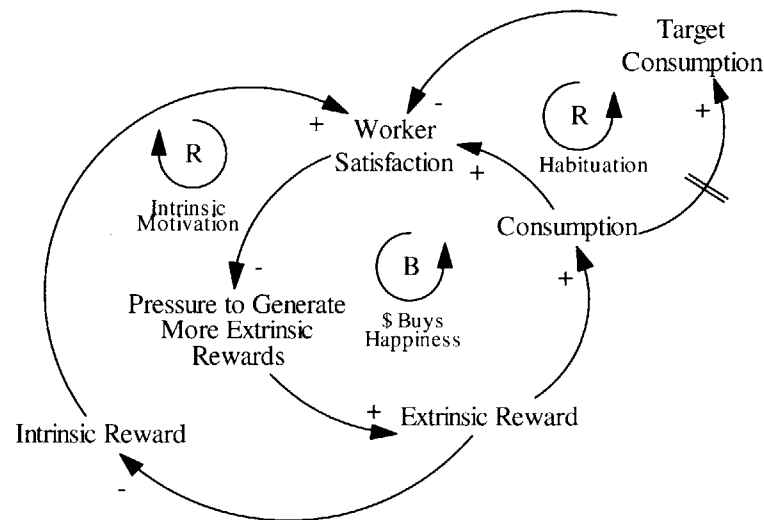 Target
Consumption
+
-
+
R
Habituation
Worker
Satisfaction
+
R
Intrinsic
Motivation
+
Consumption
-
B
$ Buys
Happiness
+
Pressure to Generate
More Extrinsic
Rewards
+
Extrinsic Reward
Intrinsic Reward
-